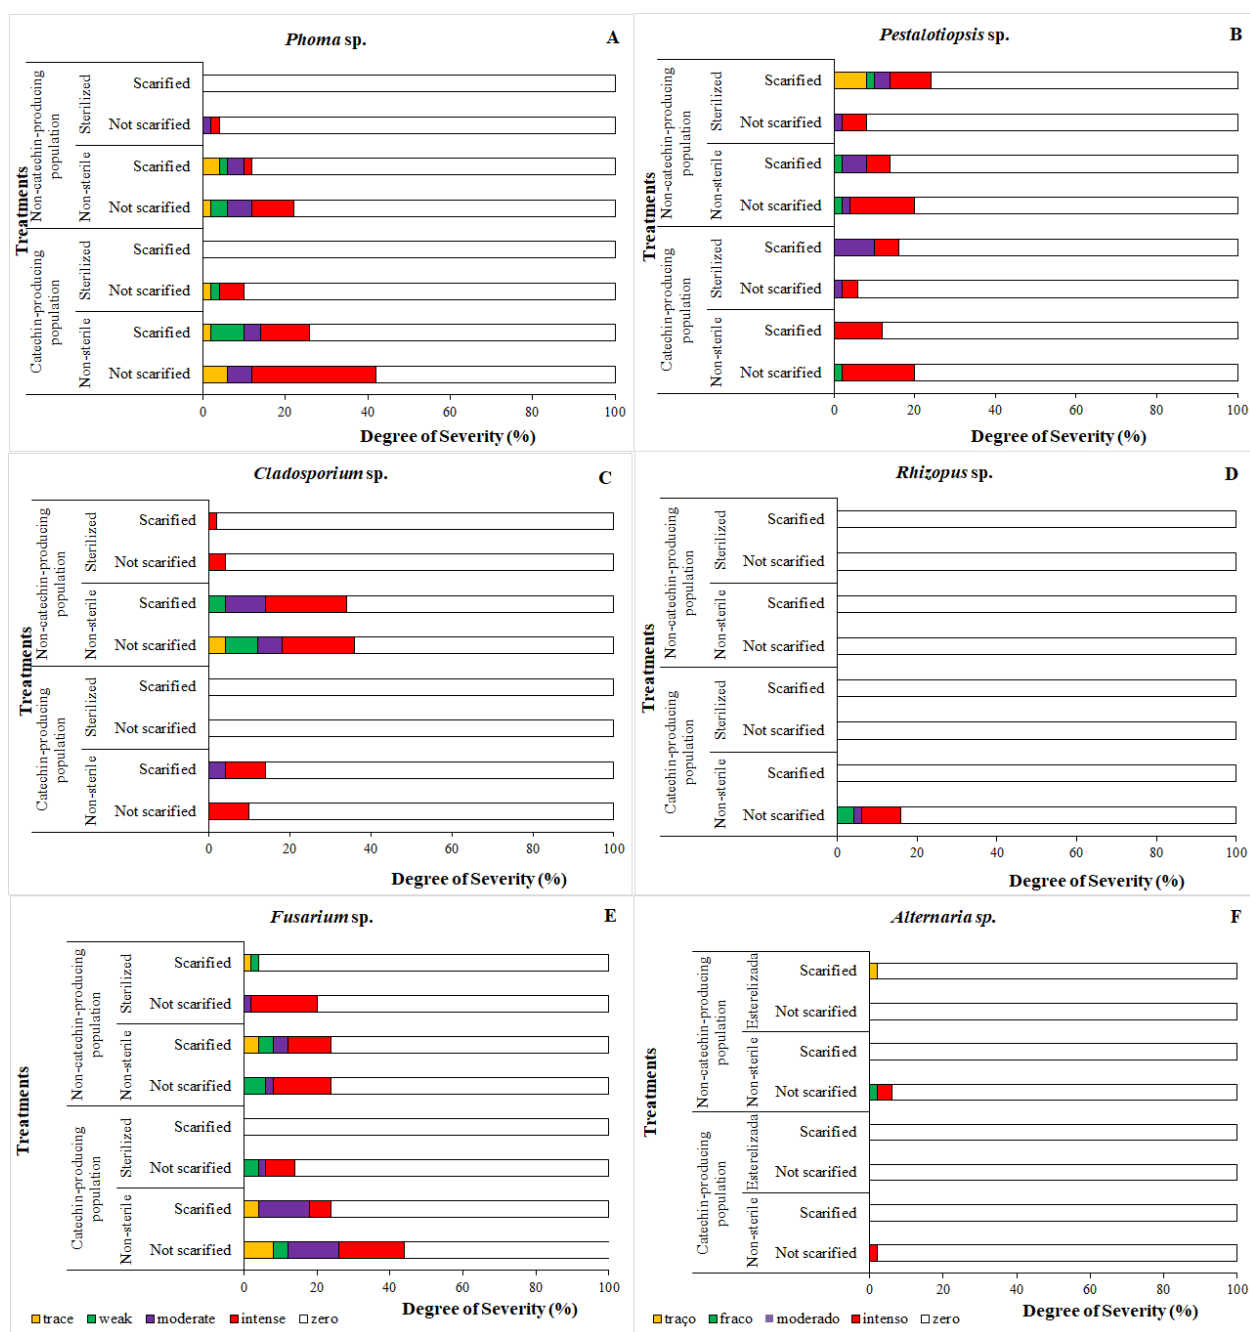 Phoma sp.
A
Treatments
Non-catechin-producing
population
Catechin-producing
population
Sterilized
Non-sterile
Sterilized
Non-sterile
Scarified
Not scarified
Scarified
Not scarified
Scarified
Not scarified
Scarified
Not scarified
0 20 40 60 80 100
Degree of Severity (%)
Pestalotiopsis sp.
B
Treatments
Non-catechin-producing
population
Catechin-producing
population
Sterilized
Non-sterile
Sterilized
Non-sterile
Scarified
Not scarified
Scarified
Not scarified
Scarified
Not scarified
Scarified
Not scarified
0 20 40 60 80 100
Degree of Severity (%)
Cladosporium sp.
C
Treatments
Non-catechin-producing
population
Catechin-producing
population
Sterilized
Non-sterile
Sterilized
Non-sterile
Scarified
Not scarified
Scarified
Not scarified
Scarified
Not scarified
Scarified
Not scarified
0 20 40 60 80 100
Degree of Severity (%)
Rhizopus sp.
D
Treatments
Non-catechin-producing
population
Catechin-producing
population
Sterilized
Non-sterile
Sterilized
Non-sterile
Scarified
Not scarified
Scarified
Not scarified
Scarified
Not scarified
Scarified
Not scarified
0 20 40 60 80 100
Degree of Severity (%)
Fusarium sp.
E
Treatments
Non-catechin-producing
population
Catechin-producing
population
Sterilized
Non-sterile
Sterilized
Non-sterile
Scarified
Not scarified
Scarified
Not scarified
Scarified
Not scarified
Scarified
Not scarified
0 20 40 60 80 100
Degree of Severity (%)
trace weak moderate intense zero
Alternaria sp.
F
Treatments
Non-catechin-producing
population
Catechin-producing
population
Esterelizada
Non-sterile
Esterelizada
Non-sterile
Scarified
Not scarified
Scarified
Not scarified
Scarified
Not scarified
Scarified
Not scarified
0 20 40 60 80 100
Degree of Severity (%)
traço fraco moderado intenso zero